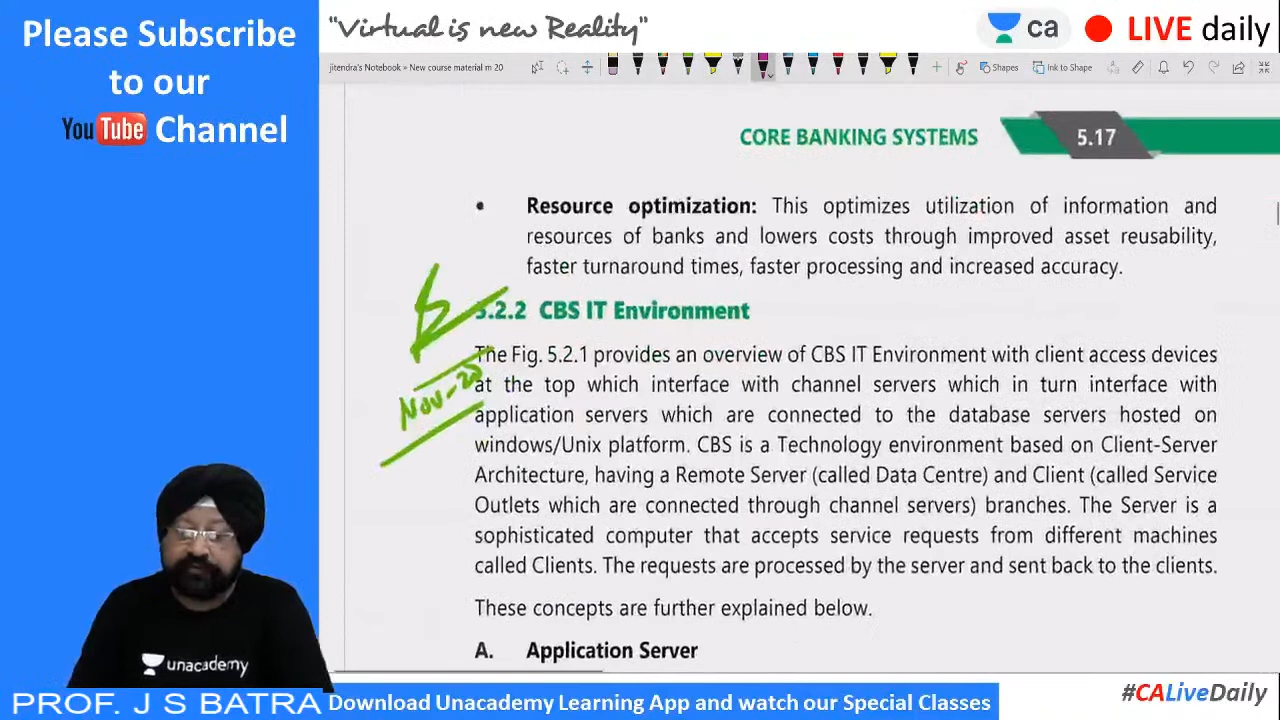 Please Subscribe
to our
YouTube Channel
"Virtual is new Reality"
ca LIVE daily
jitendra's Notebook > New course material m 20
Shapes
Ink to Shape
CORE BANKING SYSTEMS 5.17
• Resource optimization: This optimizes utilization of information and
resources of banks and lowers costs through improved asset reusability,
faster turnaround times, faster processing and increased accuracy.
5.2.2 CBS IT Environment
The Fig. 5.2.1 provides an overview of CBS IT Environment with client access devices
at the top which interface with channel servers which in turn interface with
Nov-20
application servers which are connected to the database servers hosted on
windows/Unix platform. CBS is a Technology environment based on Client-Server
Architecture, having a Remote Server (called Data Centre) and Client (called Service
Outlets which are connected through channel servers) branches. The Server is a
sophisticated computer that accepts service requests from different machines
called Clients. The requests are processed by the server and sent back to the clients.
These concepts are further explained below.
A. Application Server
unacademy
PROF. J S BATRA
Download Unacademy Learning App and watch our Special Classes
#CALiveDaily